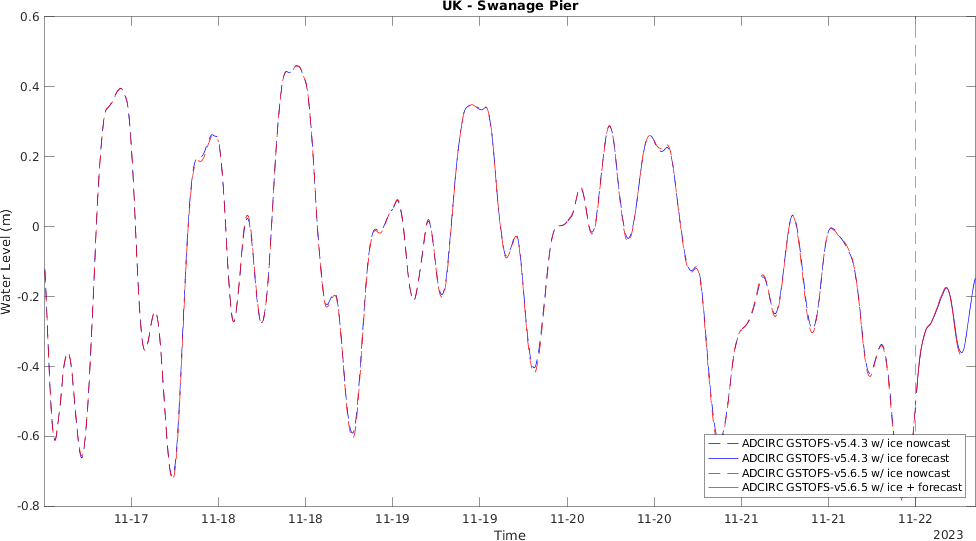 UK - Swanage Pier
0.6
0.4
0.2
0
-0.2
-0.4
-0.6
-0.8
Water Level (m)
ADCIRC GSTOFS-v5.4.3 w/ ice nowcast
ADCIRC GSTOFS-v5.4.3 w/ ice forecast
ADCIRC GSTOFS-v5.6.5 w/ ice nowcast
ADCIRC GSTOFS-v5.6.5 w/ ice + forecast
11-17 11-18 11-18 11-19 11-19 11-20 11-20 11-21 11-21 11-22
Time
2023